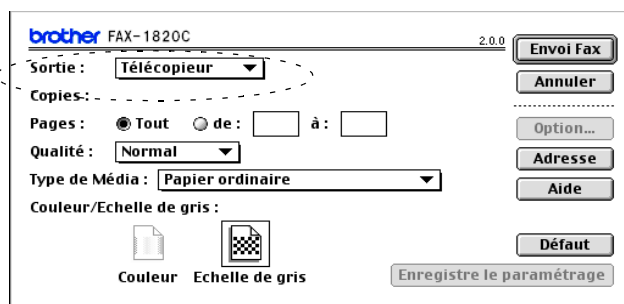 brother FAX-1820C
2.0.0
Envoi Fax
Sortie : Télécopieur
Annuler
Copies :
Pages : Tout de : à :
Option...
Qualité : Normal
Adresse
Type de Média : Papier ordinaire
Aide
Couleur/Echelle de gris :
Défaut
Couleur Echelle de gris
Enregistre le paramétrage